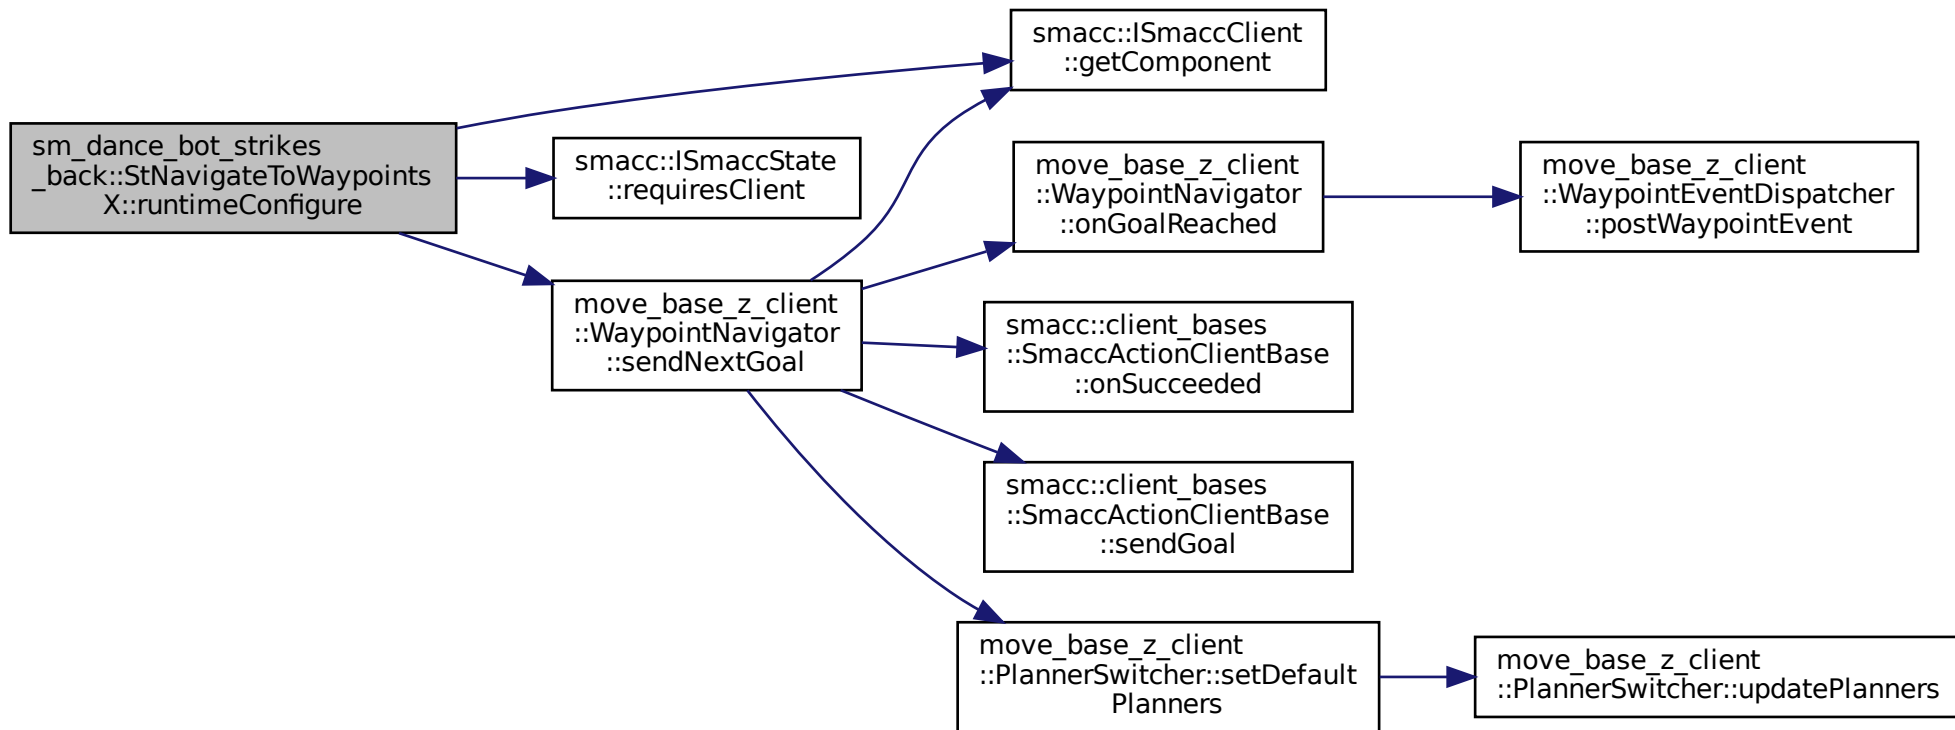 sm_dance_bot_strikes
_back::StNavigateToWaypoints
X::runtimeConfigure
smacc::ISmaccClient
::getComponent
smacc::ISmaccState
::requiresClient
move_base_z_client
::WaypointNavigator
::sendNextGoal
move_base_z_client
::WaypointNavigator
::onGoalReached
move_base_z_client
::WaypointEventDispatcher
::postWaypointEvent
smacc::client_bases
::SmaccActionClientBase
::onSucceeded
smacc::client_bases
::SmaccActionClientBase
::sendGoal
move_base_z_client
::PlannerSwitcher::setDefault
Planners
move_base_z_client
::PlannerSwitcher::updatePlanners